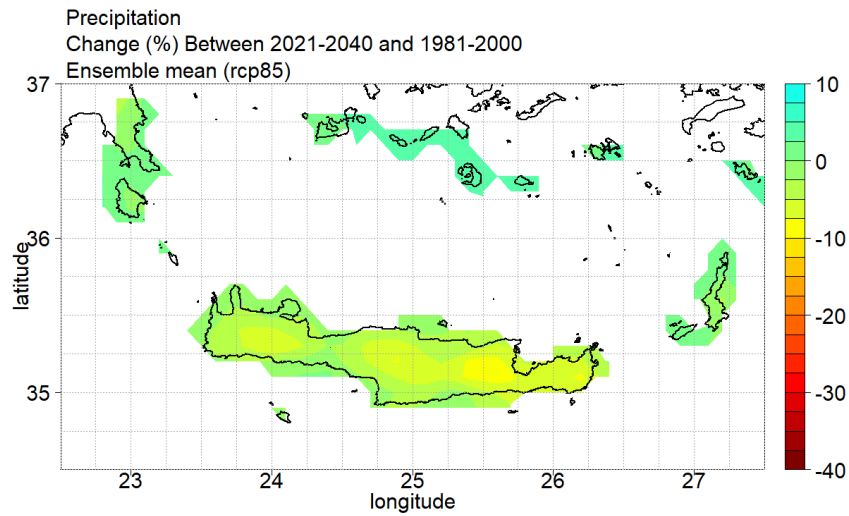 Precipitation
Change (%) Between 2021-2040 and 1981-2000
Ensemble mean (rcp85)
37
36
35
latitude
23
24
25
26
27
longitude
10
0
-10
-20
-30
-40